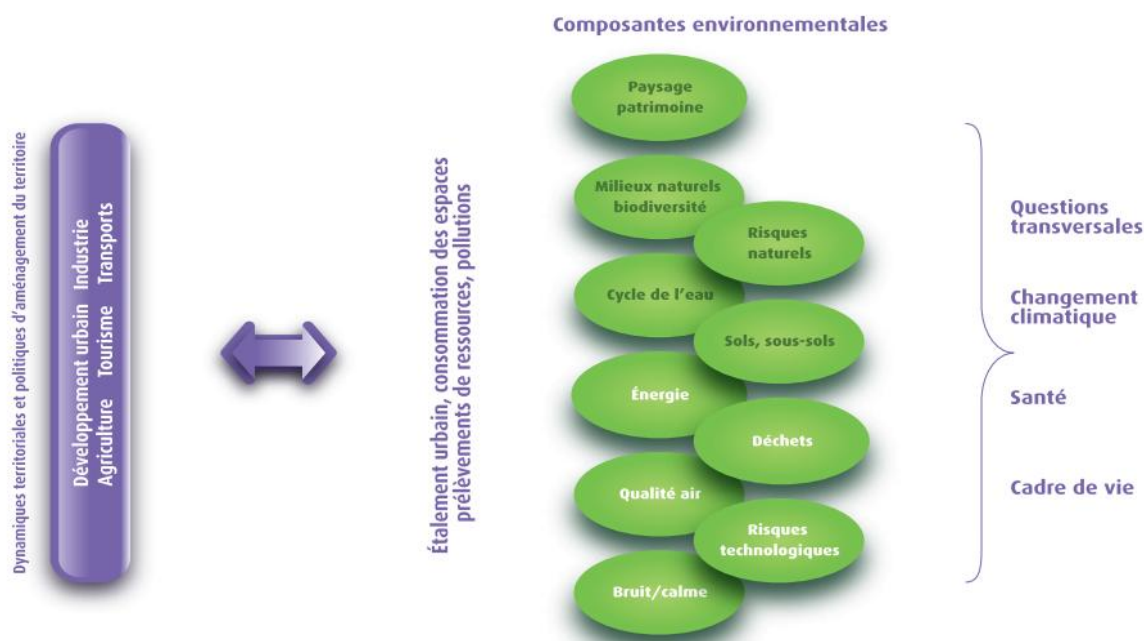 Composantes environnementales
Dynamiques territoriales et politiques d'aménagement du territoire
Développement urbain Industrie
Agriculture Tourisme Transports
Étalement urbain, consommation des espaces
prélèvements de ressources, pollutions
Paysage
patrimoine
Milieux naturels
biodiversité
Risques
naturels
Cycle de l'eau
Sols, sous-sols
Énergie
Déchets
Qualité air
Risques
technologiques
Bruit/calme
Questions
transversales
Changement
climatique
Santé
Cadre de vie